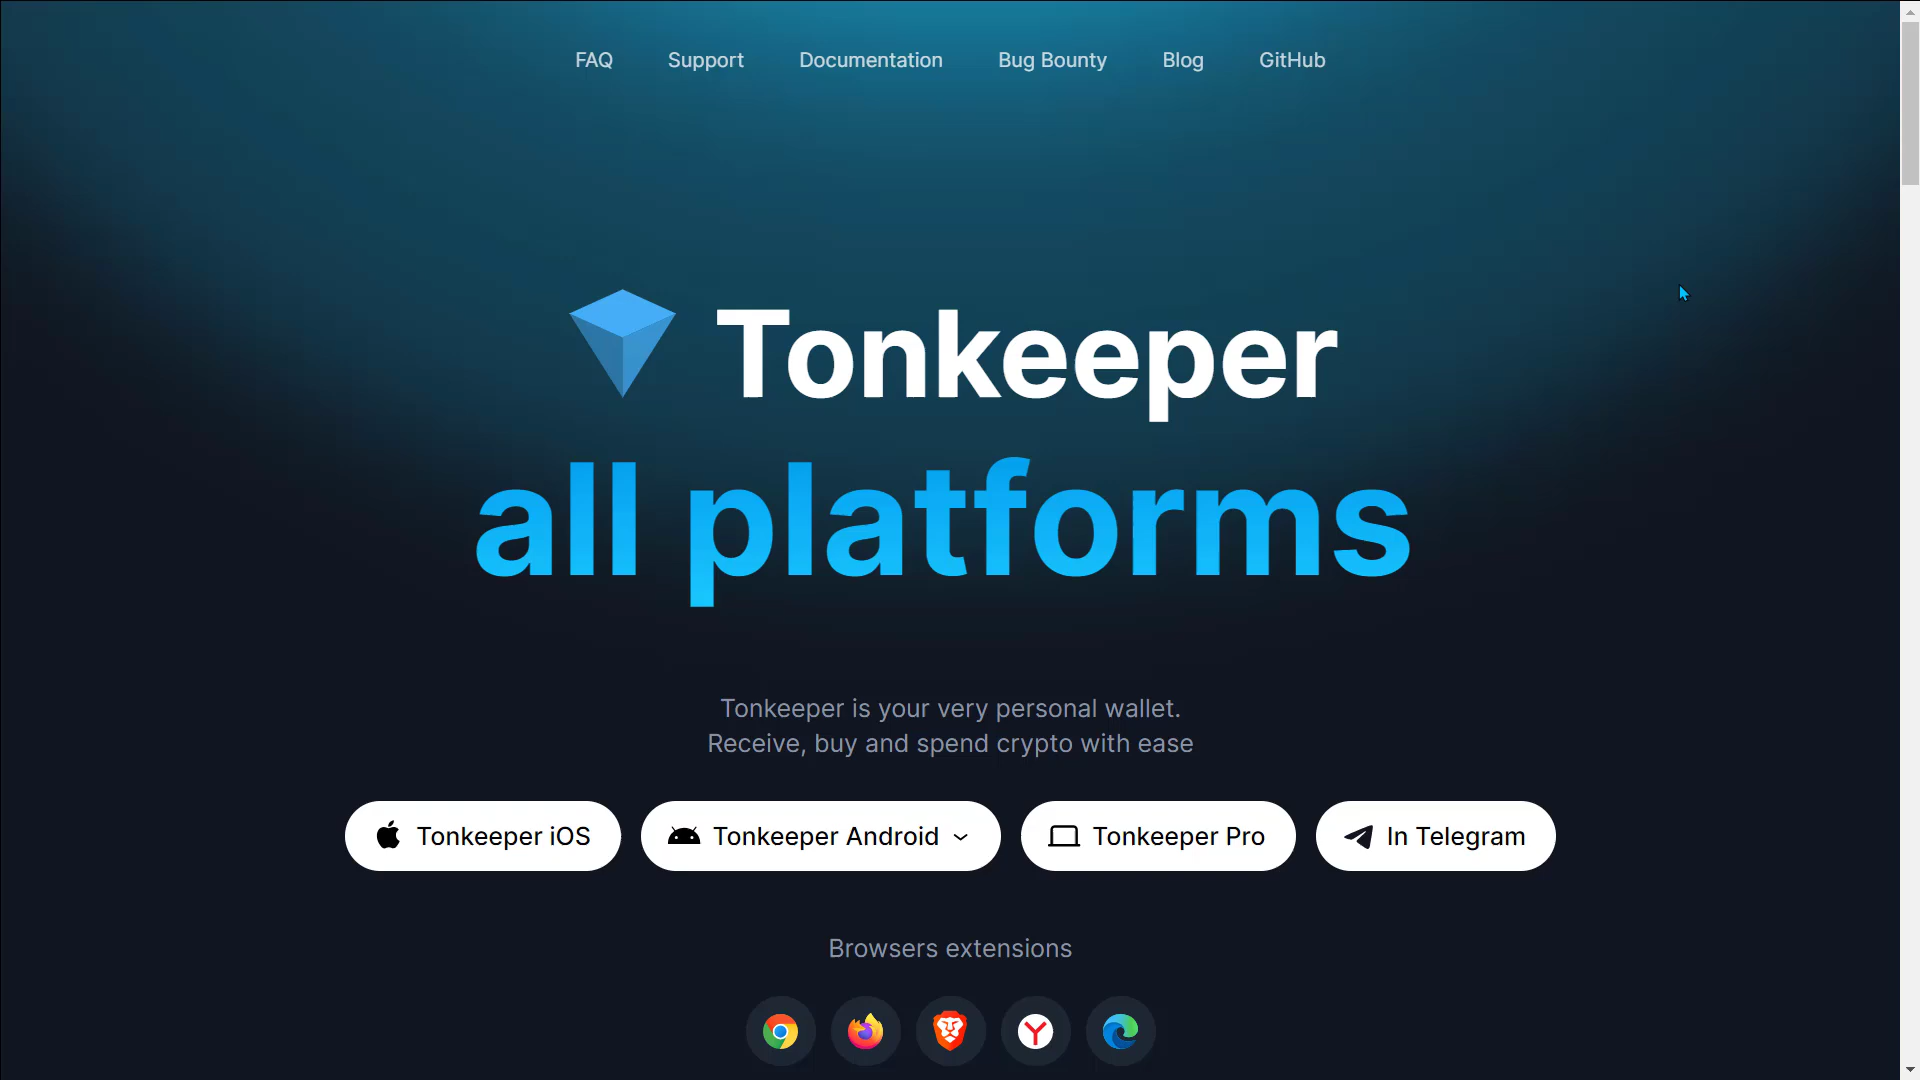 FAQ Support Documentation Bug Bounty Blog GitHub
Tonkeeper
all platforms
Tonkeeper is your very personal wallet.
Receive, buy and spend crypto with ease
Tonkeeper iOS Tonkeeper Android Tonkeeper Pro In Telegram
Browsers extensions